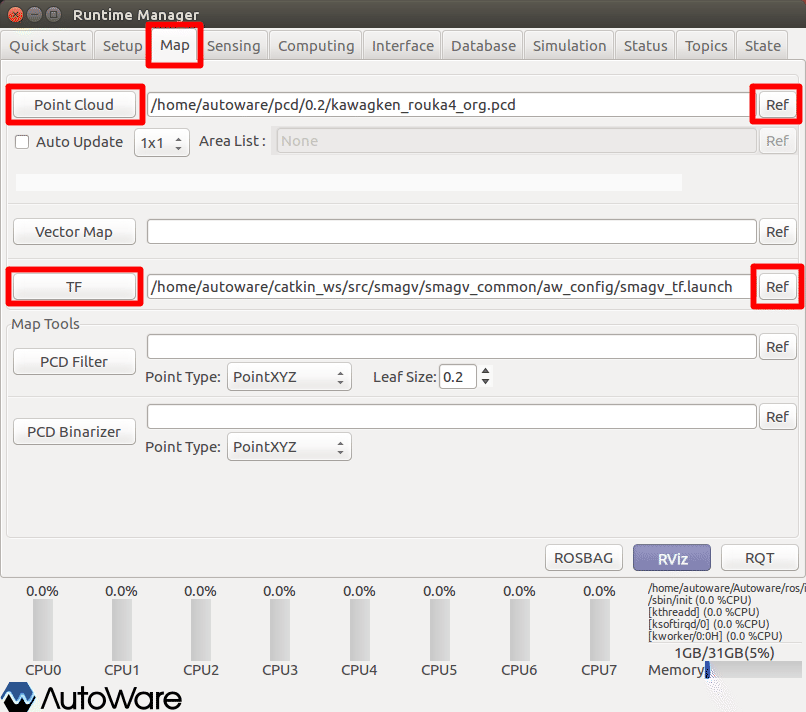 Runtime Manager
Quick Start Setup Map Sensing Computing Interface Database Simulation Status Topics State
Point Cloud /home/autoware/pcd/0.2/kawagken_rouka4_org.pcd Ref
Auto Update 1x1 Area List : None Ref
Vector Map Ref
TF /home/autoware/catkin_ws/src/smagv/smagv_common/aw_config/smagv_tf.launch Ref
Map Tools
PCD Filter Ref
Point Type: PointXYZ Leaf Size: 0.2
PCD Binarizer Ref
Point Type: PointXYZ
ROSBAG RViz RQT
0.0% 0.0% 0.0% 0.0% 0.0% 0.0% 0.0% 0.0%
CPU0 CPU1 CPU2 CPU3 CPU4 CPU5 CPU6 CPU7
/home/autoware/Autoware/ros/i
/sbin/init (0.0 %CPU)
[kthreadd] (0.0 %CPU)
[ksoftirqd/0] (0.0 %CPU)
[kworker/0:0H] (0.0 %CPU)
1GB/31GB(5%)
Memory
AutoWare